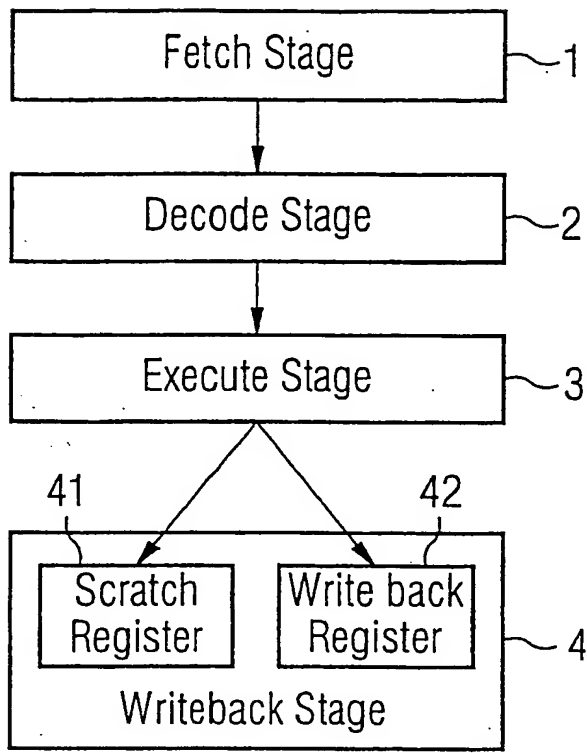 Fetch Stage
1
Decode Stage
2
Execute Stage
3
41
42
Scratch
Register
Write back
Register
4
Writeback Stage